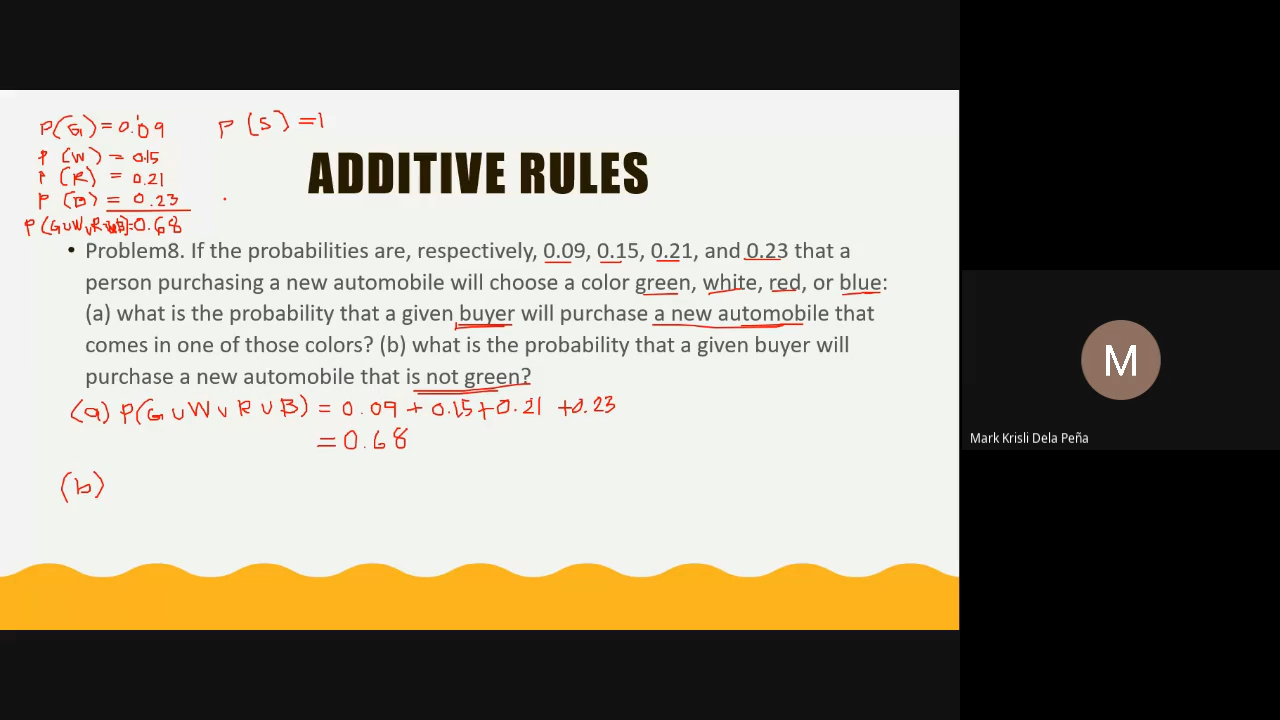 P(G) = 0.09
P(S) = 1
P(W) = 0.15
P(R) = 0.21
P(B) = 0.23
P(G∪W∪R∪B)=0.68
ADDITIVE RULES
• Problem8. If the probabilities are, respectively, 0.09, 0.15, 0.21, and 0.23 that a
person purchasing a new automobile will choose a color green, white, red, or blue:
(a) what is the probability that a given buyer will purchase a new automobile that
comes in one of those colors? (b) what is the probability that a given buyer will
purchase a new automobile that is not green?
(a) P(G∪W∪R∪B) = 0.09 + 0.15 + 0.21 + 0.23
= 0.68
(b)
M
Mark Krisli Dela Peña